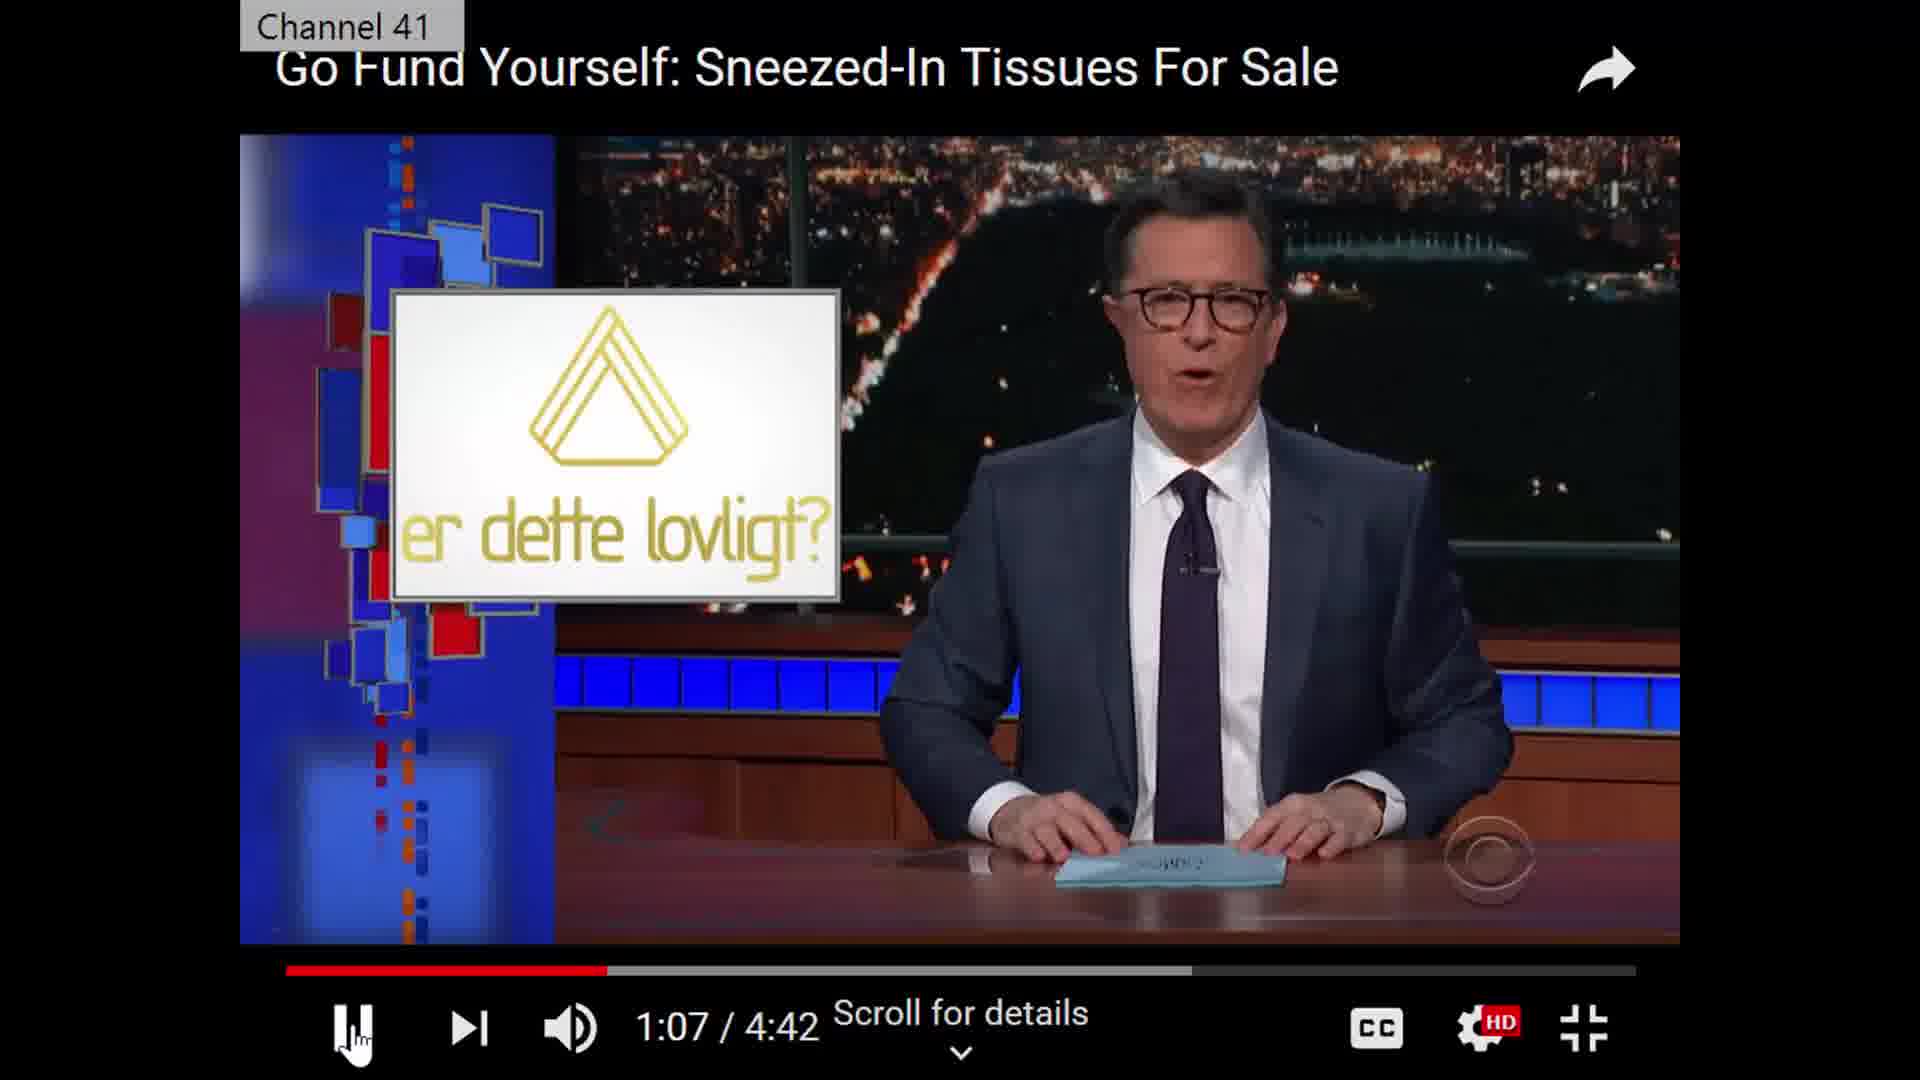 Channel 41
Go Fund Yourself: Sneezed-In Tissues For Sale
er dette lovligt?
1:07 / 4:42
Scroll for details
CC
HD